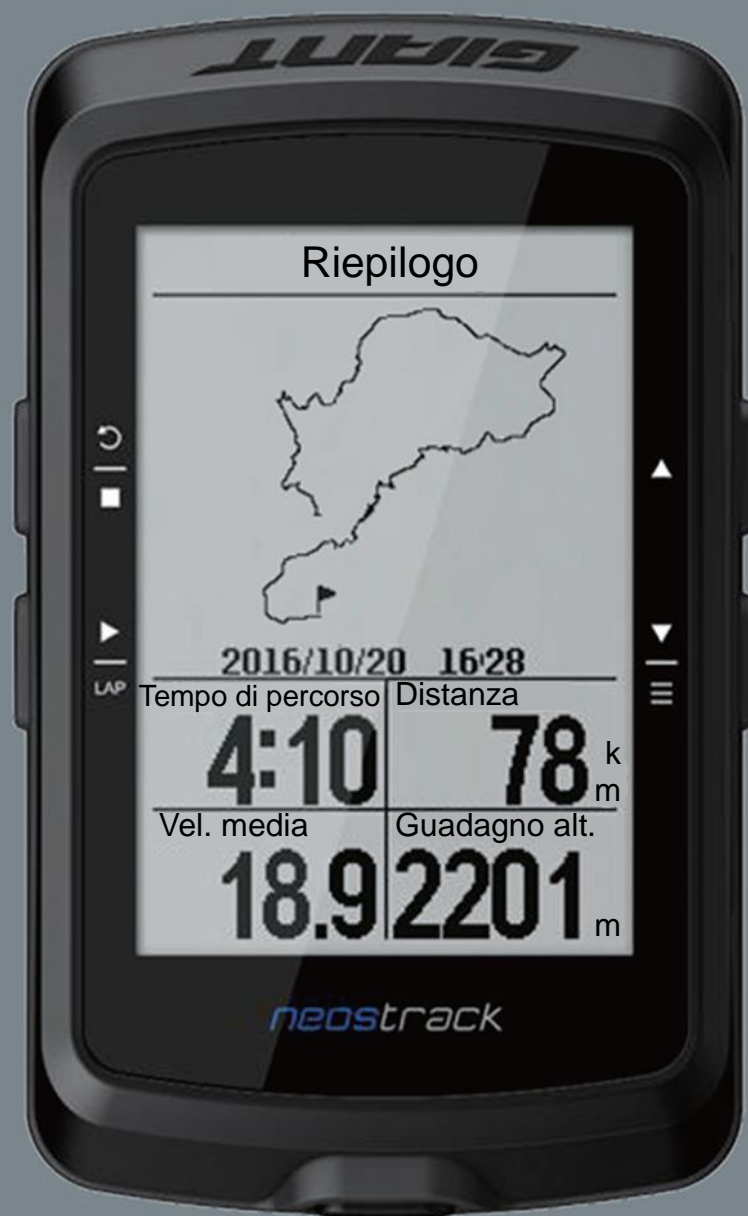 GIANT
Riepilogo
2016/10/20 16:28
Tempo di percorso Distanza
4:10 78 km
Vel. media Guadagno alt.
18.9 2201 m
LAP
neostrack